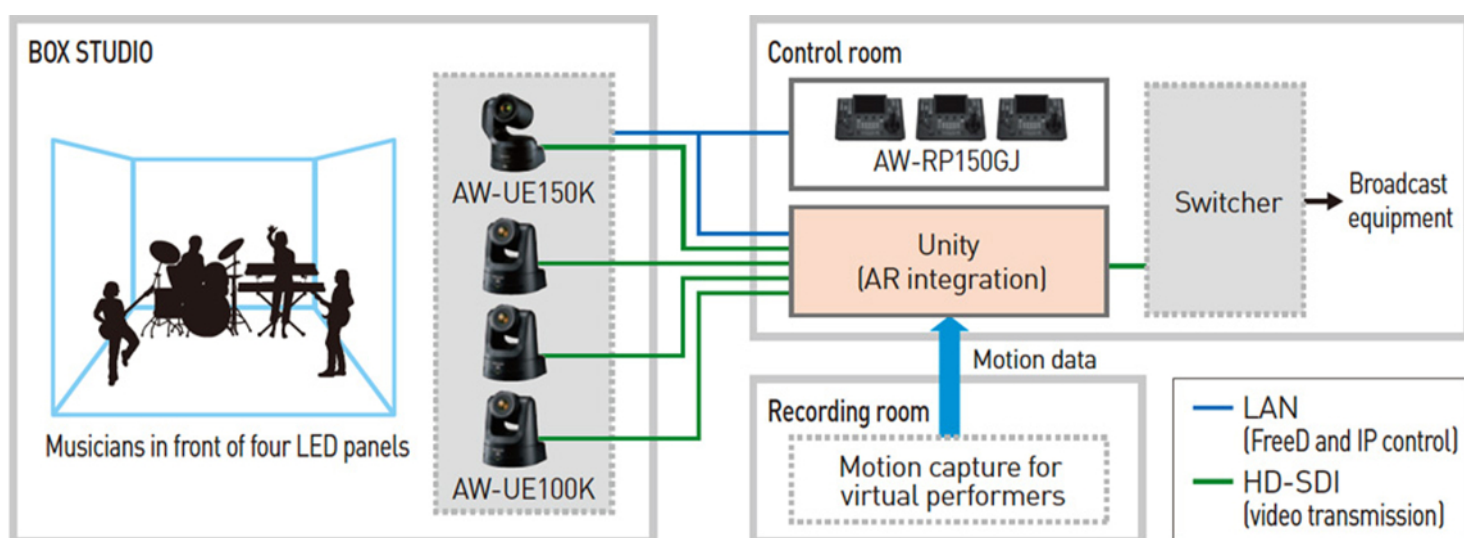 BOX STUDIO
AW-UE150K
AW-UE100K
Musicians in front of four LED panels
Control room
AW-RP150GJ
Unity
(AR integration)
Switcher
Broadcast
equipment
Motion data
Recording room
Motion capture for
virtual performers
LAN
(FreeD and IP control)
HD-SDI
(video transmission)